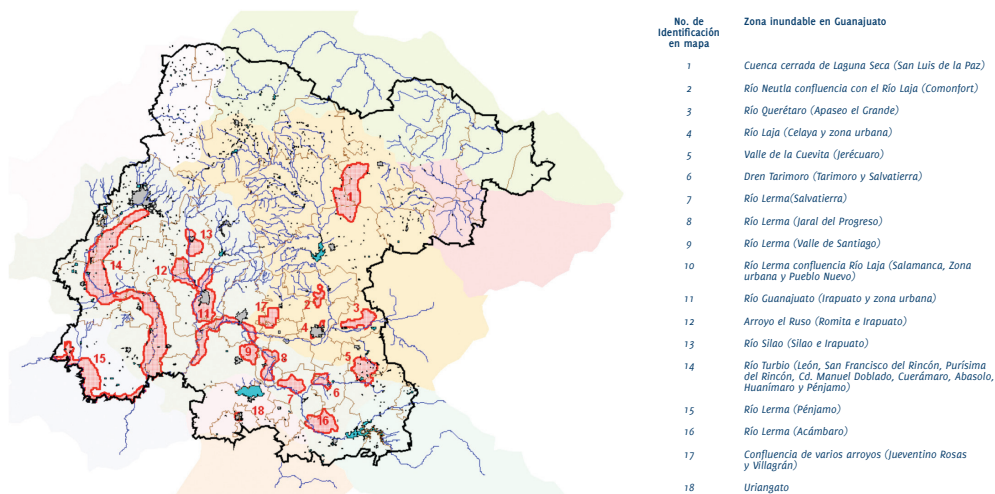 No. de
Identificación
en mapa
Zona inundable en Guanajuato
1 Cuenca cerrada de Laguna Seca (San Luis de la Paz)
2 Río Neutla confluencia con el Río Laja (Comonfort)
3 Río Querétaro (Apaseo el Grande)
4 Río Laja (Celaya y zona urbana)
5 Valle de la Cuevita (Jerécuaro)
6 Dren Tarimoro (Tarimoro y Salvatierra)
7 Río Lerma(Salvatierra)
8 Río Lerma (Jaral del Progreso)
9 Río Lerma (Valle de Santiago)
10 Río Lerma confluencia Río Laja (Salamanca, Zona
urbana y Pueblo Nuevo)
11 Río Guanajuato (Irapuato y zona urbana)
12 Arroyo el Ruso (Romita e Irapuato)
13 Río Silao (Silao e Irapuato)
14 Río Turbio (León, San Francisco del Rincón, Purísima
del Rincón, Cd. Manuel Doblado, Cuerámaro, Abasolo,
Huanímaro y Pénjamo)
15 Río Lerma (Pénjamo)
16 Río Lerma (Acámbaro)
17 Confluencia de varios arroyos (Jueventino Rosas
y Villagrán)
18 Uriangato
1
13
14
12
2
17
11
3
4
9
8
15
5
7
6
18
16